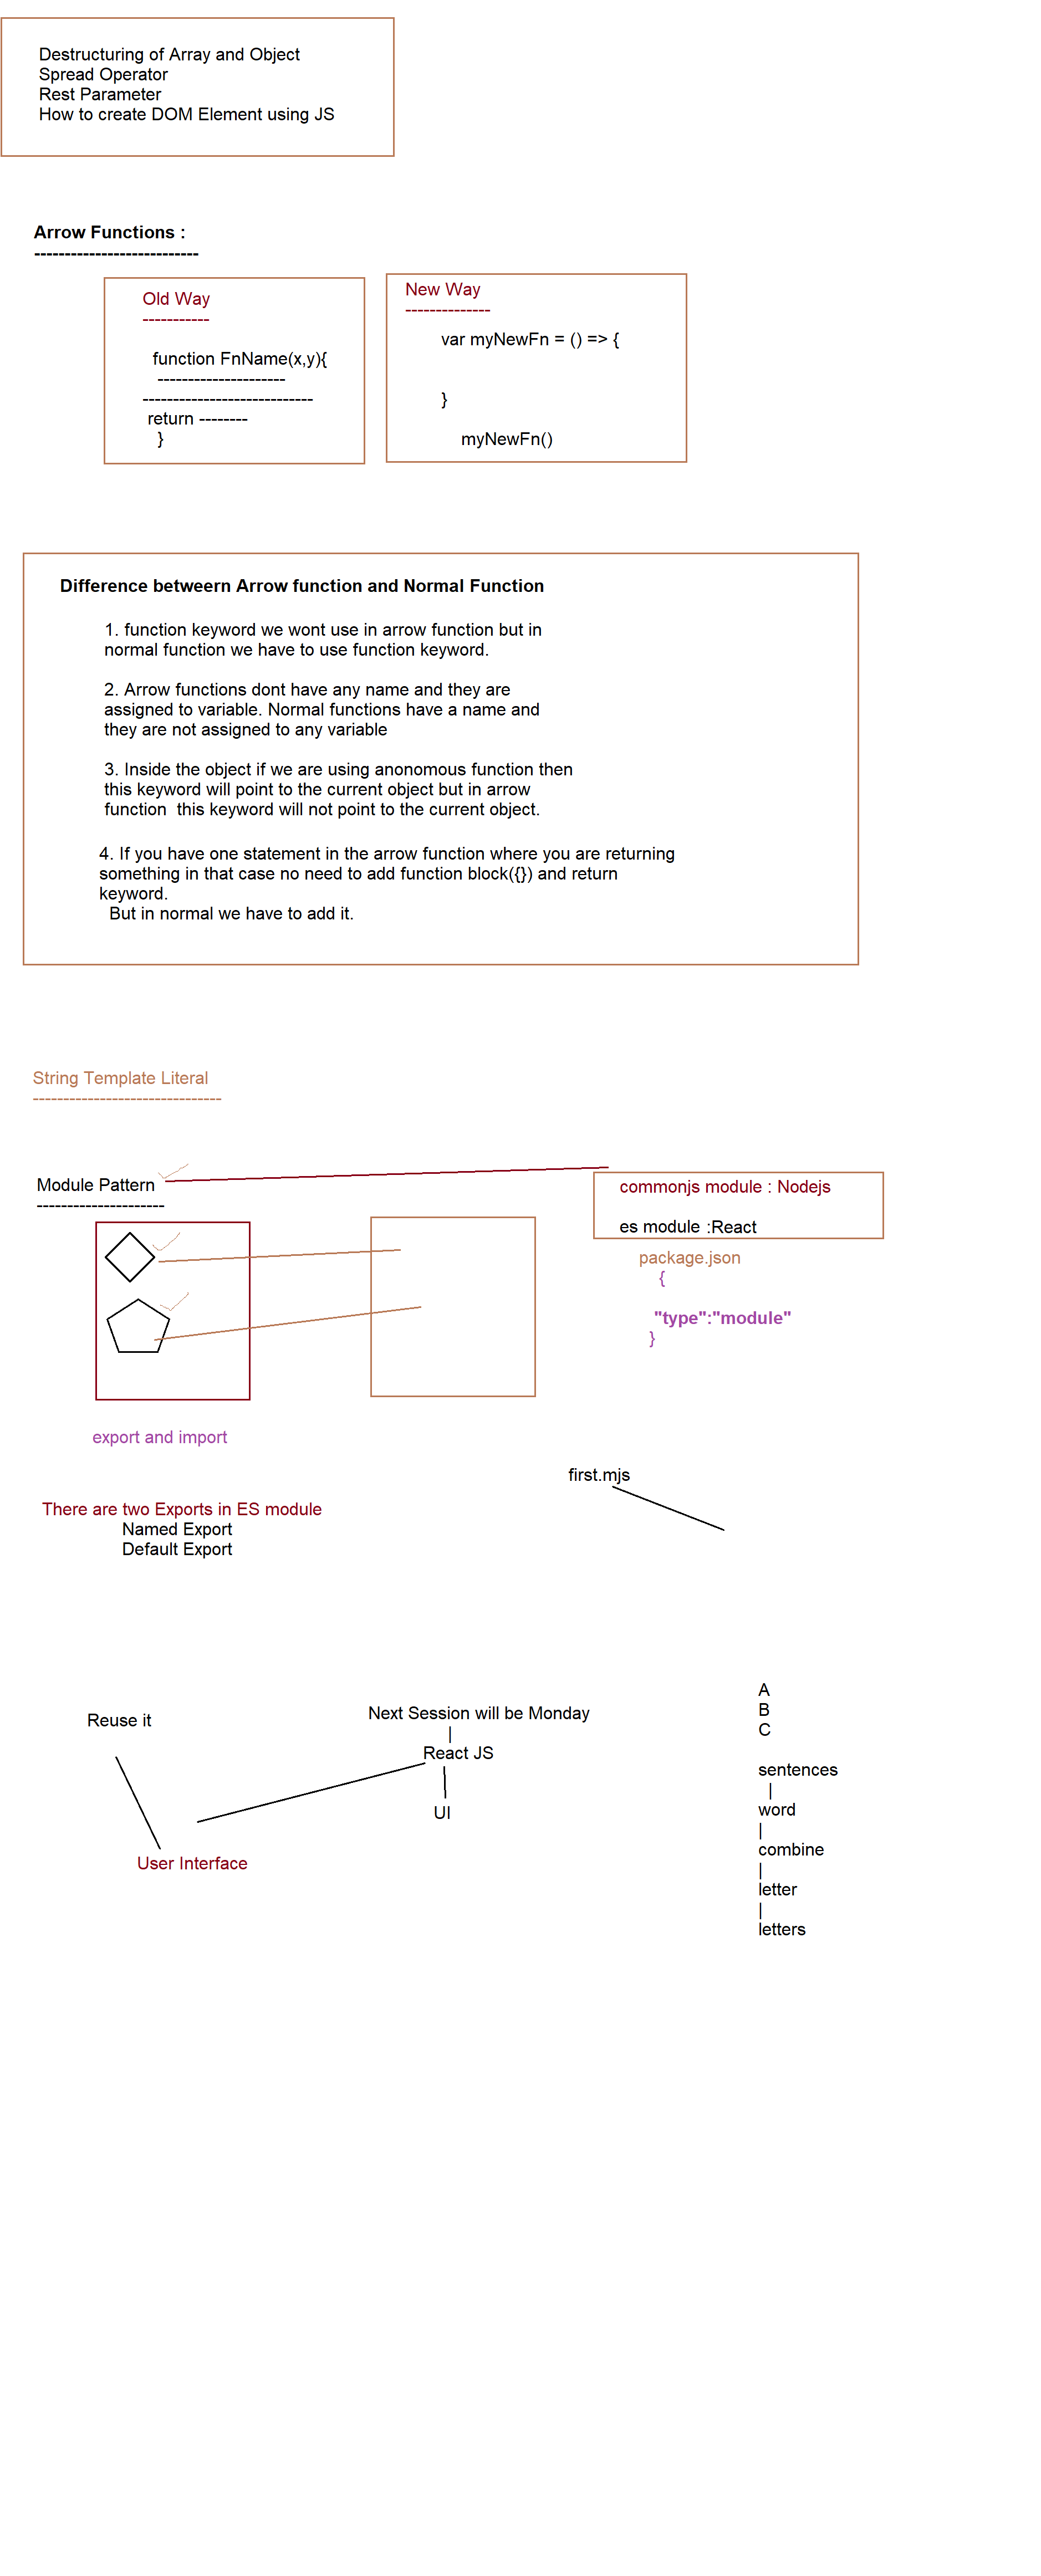 Destructuring of Array and Object
Spread Operator
Rest Parameter
How to create DOM Element using JS
Arrow Functions :
---------------------------
Old Way
-----------
function FnName(x,y){
---------------------
----------------------------
return --------
}
New Way
--------------
var myNewFn = () => {
}
myNewFn()
Difference betweern Arrow function and Normal Function
1. function keyword we wont use in arrow function but in
normal function we have to use function keyword.
2. Arrow functions dont have any name and they are
assigned to variable. Normal functions have a name and
they are not assigned to any variable
3. Inside the object if we are using anonomous function then
this keyword will point to the current object but in arrow
function  this keyword will not point to the current object.
4. If you have one statement in the arrow function where you are returning
something in that case no need to add function block({}) and return
keyword.
But in normal we have to add it.
String Template Literal
-------------------------------
Module Pattern
---------------------
commonjs module : Nodejs
es module :React
package.json
{
"type":"module"
}
export and import
first.mjs
There are two Exports in ES module
Named Export
Default Export
Reuse it
User Interface
Next Session will be Monday
|
React JS
UI
A
B
C
sentences
|
word
|
combine
|
letter
|
letters